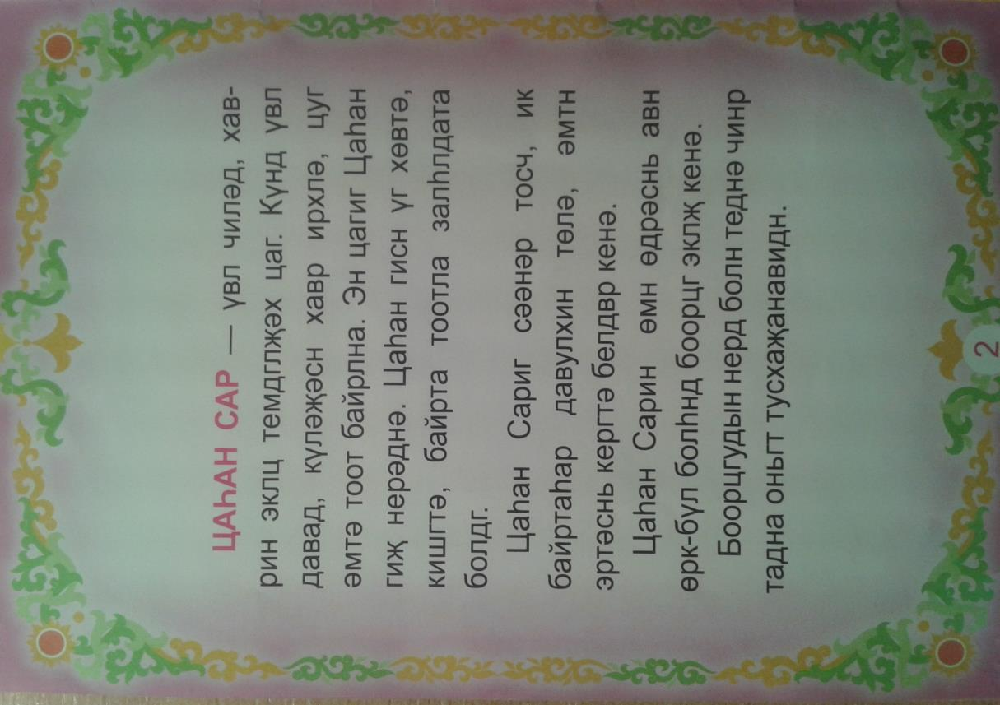 ЦАҺАН САР — үвл чиләд, хав-
рин эклц темдглҗәх цаг. Күнд үвл
давад, күләҗәсн хавр ирхлә, цуг
әмтә тоот байрлна. Эн цагиг Цаһан
гиҗ нерәднә. Цаһан гисн үг хөвтә,
киштә, байрта тоотла залһлдата
болдг.
Цаһан Сариг сәәнәр тосч, ик
байртаһар давулхин төлә, әмтн
эртәснь кергтә белдвр кенә.
Цаһан Сарин өмн өдрәснь авн
өрк-бүл болһнд боорцг эклҗ кенә.
Боорцгудын нерд болн теднә чинр
тадна оньгт тусхаҗанавидн.
2